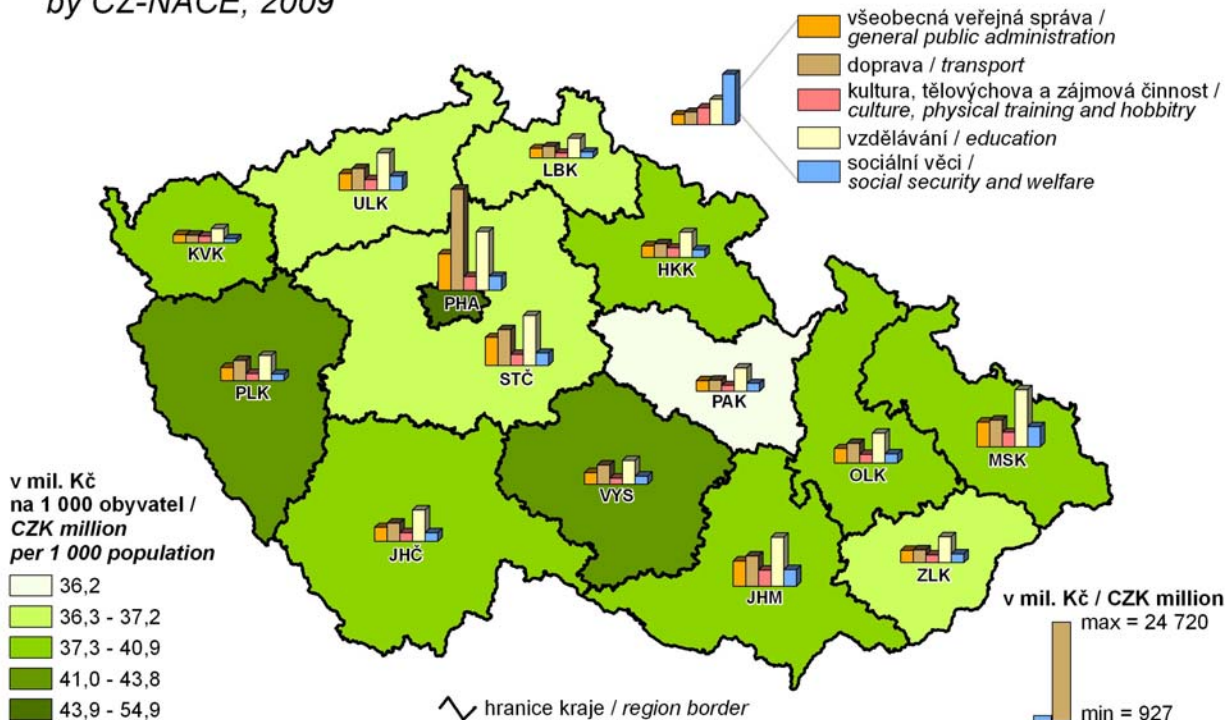 by CZ-NACE, 2009
všeobecná veřejná správa /
general public administration
doprava / transport
kultura, tělovýchova a zájmová činnost /
culture, physical training and hobbitry
vzdělávání / education
sociální věci /
social security and welfare
LBK
ULK
KVK
HKK
PHA
STČ
PLK
PAK
MSK
OLK
VYS
JHČ
ZLK
JHM
v mil. Kč
na 1 000 obyvatel /
CZK million
per 1 000 population
36,2
36,3 - 37,2
37,3 - 40,9
41,0 - 43,8
43,9 - 54,9
hranice kraje / region border
v mil. Kč / CZK million
max = 24 720
min = 927